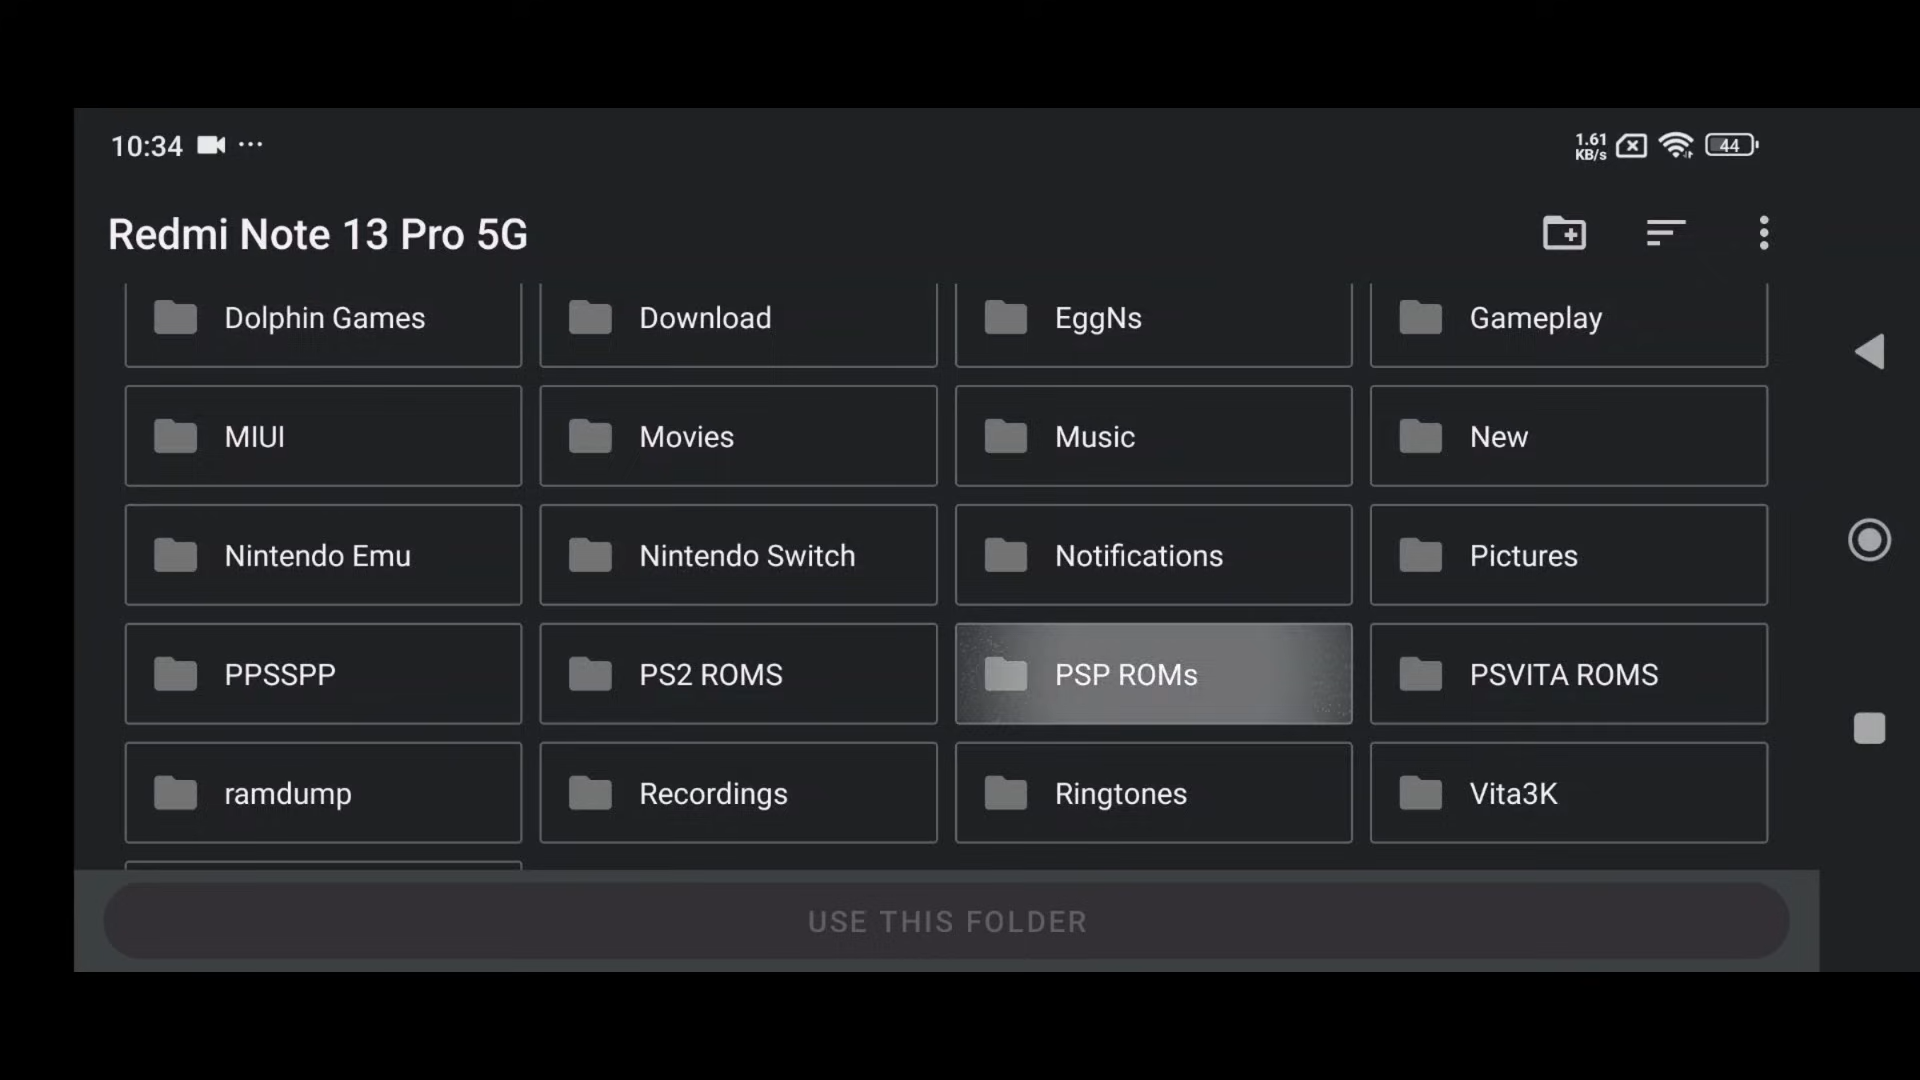 10:34
1.61
KB/s
44
Redmi Note 13 Pro 5G
Dolphin Games
Download
EggNs
Gameplay
MIUI
Movies
Music
New
Nintendo Emu
Nintendo Switch
Notifications
Pictures
PPSSPP
PS2 ROMS
PSP ROMs
PSVITA ROMS
ramdump
Recordings
Ringtones
Vita3K
USE THIS FOLDER